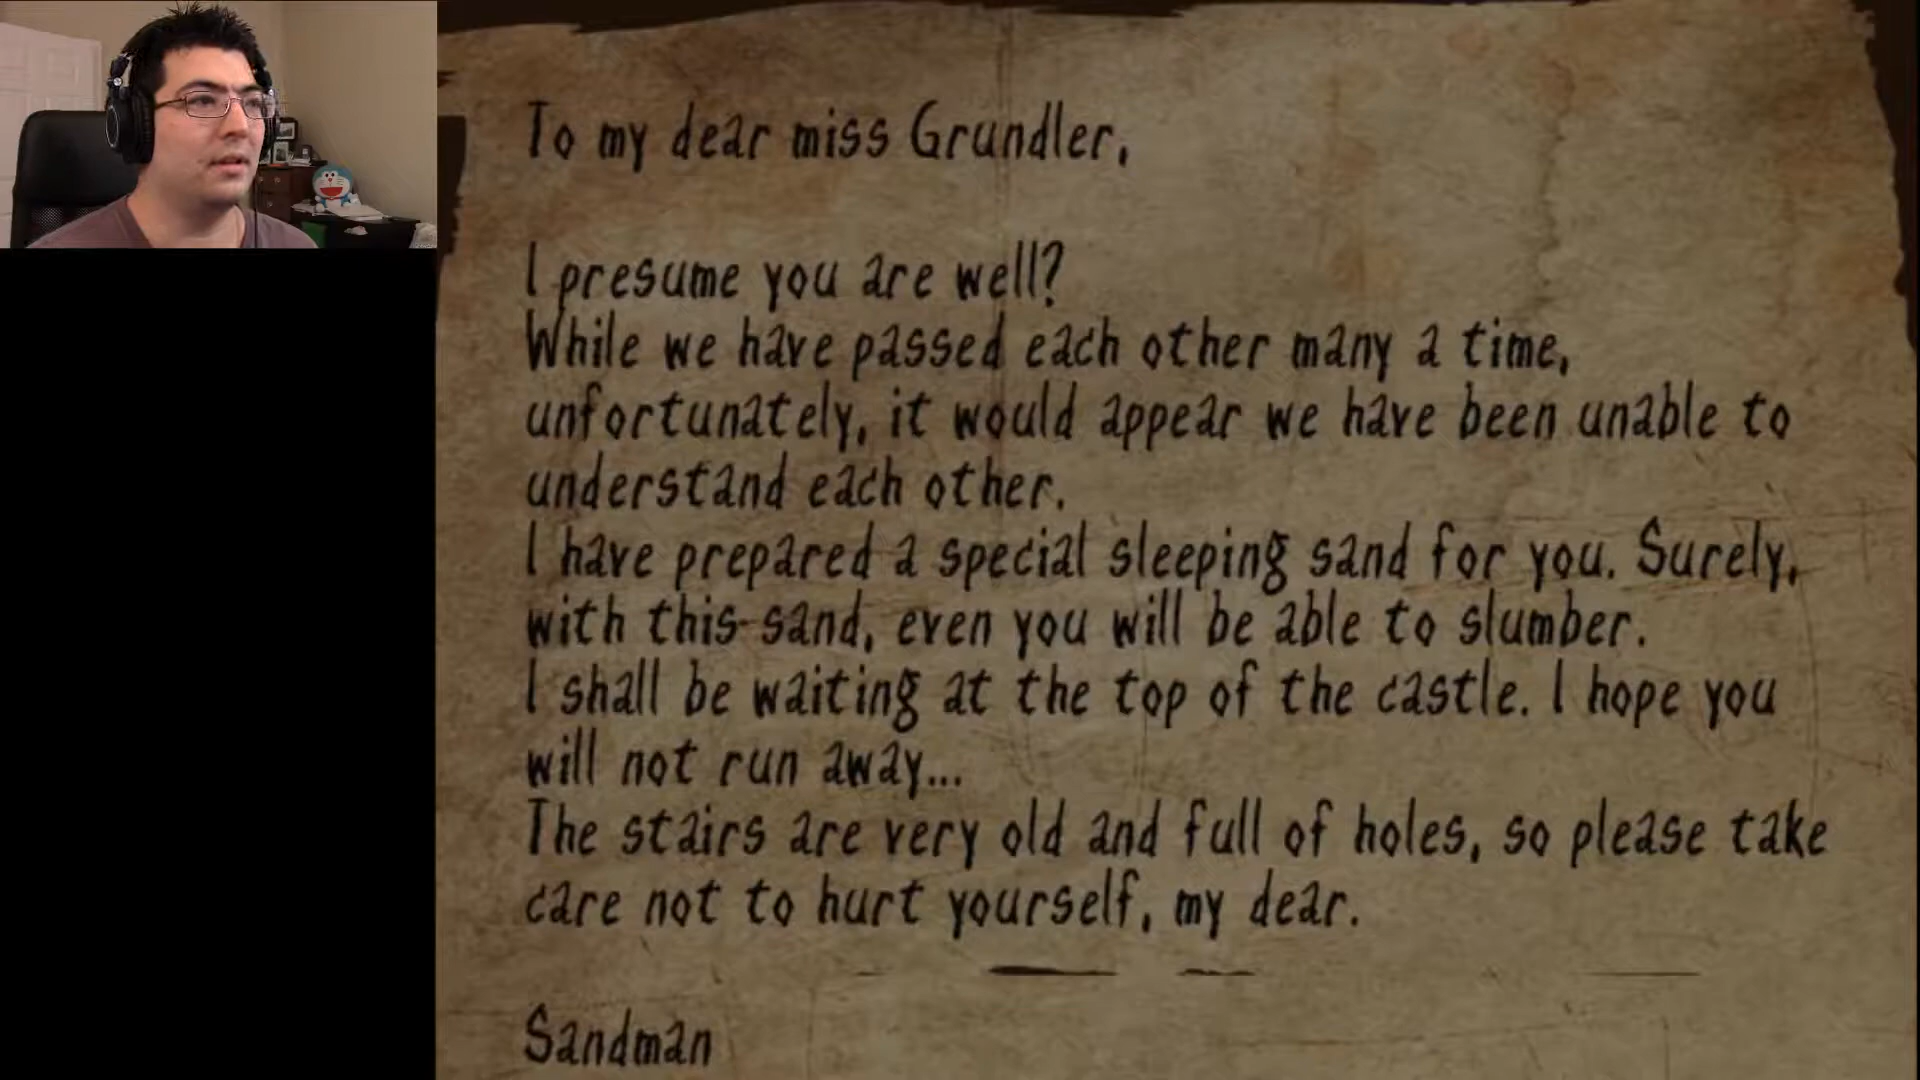 To my dear miss Grundler,
I presume you are well?
While we have passed each other many a time,
unfortunately, it would appear we have been unable to
understand each other.
I have prepared a special sleeping sand for you. Surely,
with this sand, even you will be able to slumber.
I shall be waiting at the top of the castle. I hope you
will not run away...
The stairs are very old and full of holes, so please take
care not to hurt yourself, my dear.
Sandman